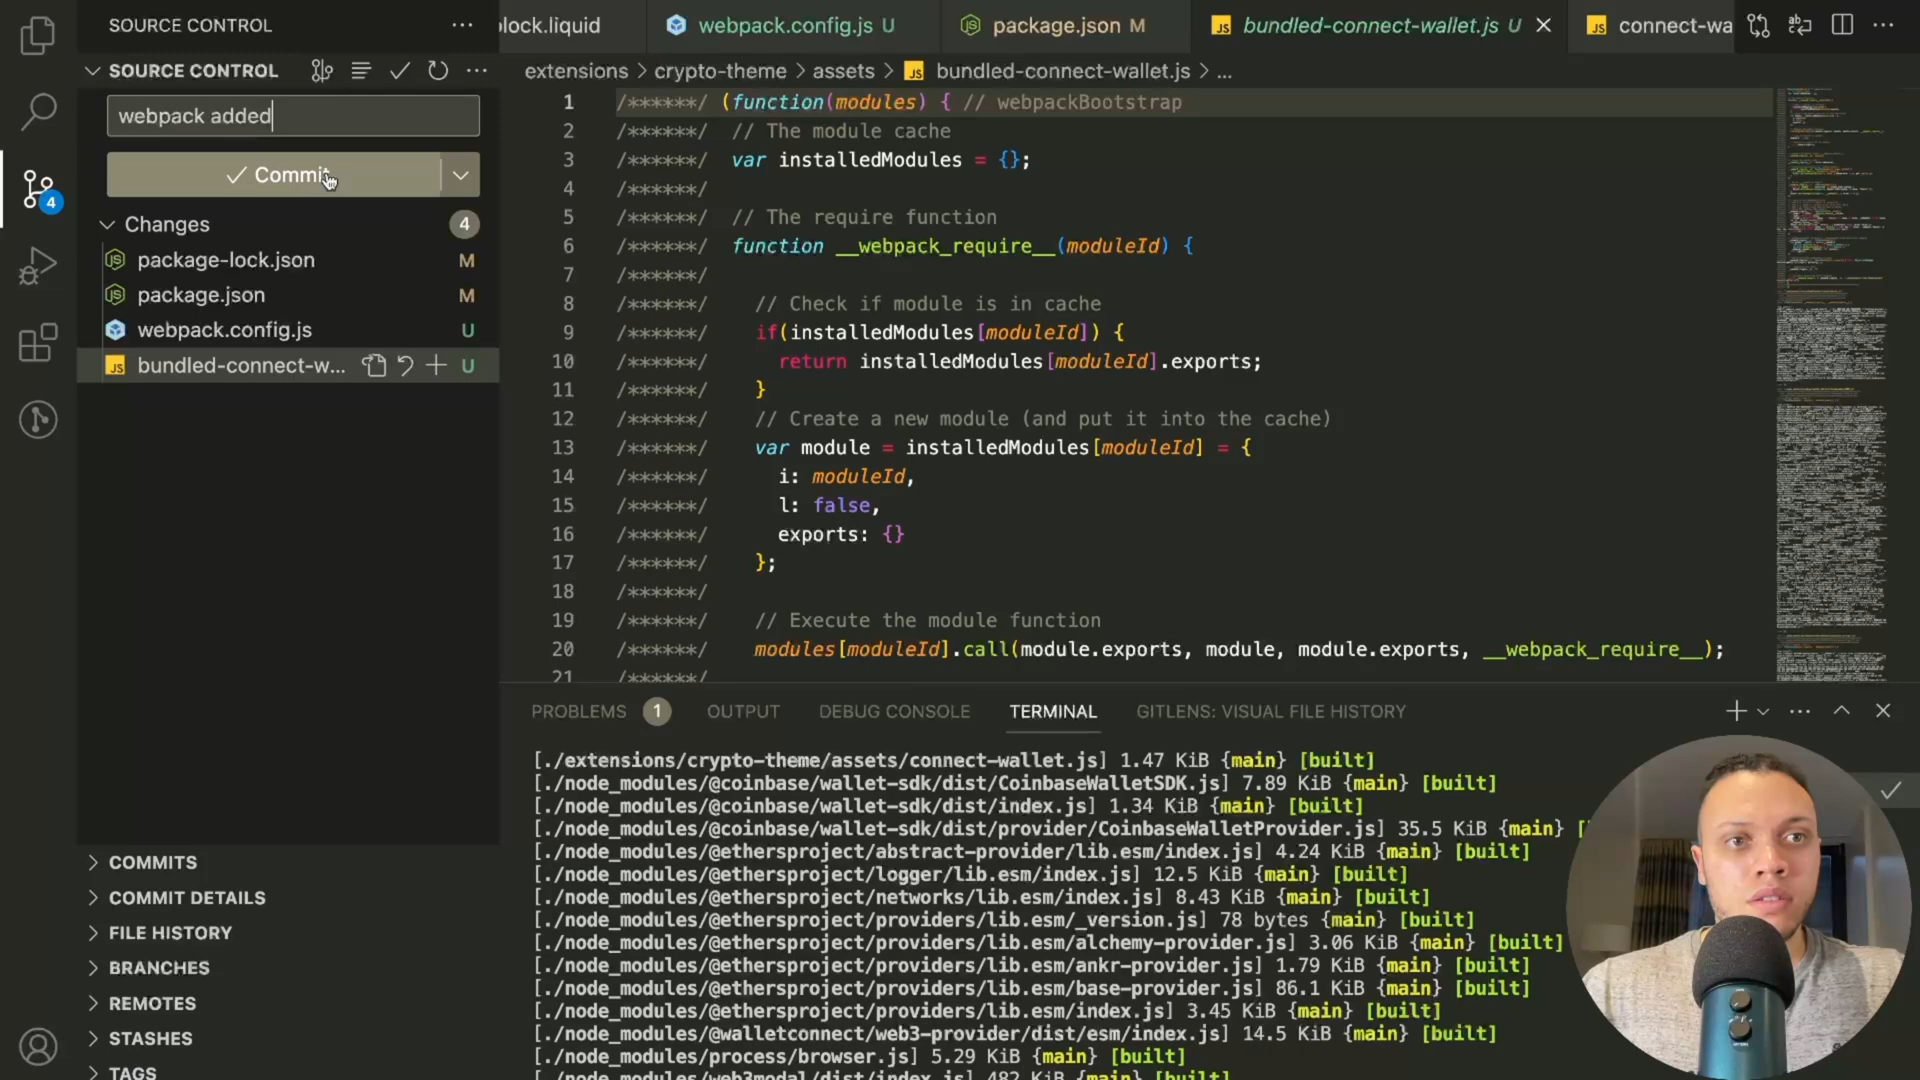 SOURCE CONTROL
SOURCE CONTROL
webpack added
Commit
Changes 4
package-lock.json M
package.json M
webpack.config.js U
bundled-connect-w... U
4
COMMITS
COMMIT DETAILS
FILE HISTORY
BRANCHES
REMOTES
STASHES
TAGS
lock.liquid
webpack.config.js U
package.json M
JS bundled-connect-wallet.js U
JS connect-wa
extensions > crypto-theme > assets > JS bundled-connect-wallet.js > ...
1 /******/ (function(modules) { // webpackBootstrap
2 /******/ // The module cache
3 /******/ var installedModules = {};
4 /******/
5 /******/ // The require function
6 /******/ function __webpack_require__(moduleId) {
7 /******/
8 /******/ // Check if module is in cache
9 /******/ if(installedModules[moduleId]) {
10 /******/ return installedModules[moduleId].exports;
11 /******/ }
12 /******/ // Create a new module (and put it into the cache)
13 /******/ var module = installedModules[moduleId] = {
14 /******/ i: moduleId,
15 /******/ l: false,
16 /******/ exports: {}
17 /******/ };
18 /******/
19 /******/ // Execute the module function
20 /******/ modules[moduleId].call(module.exports, module, module.exports, __webpack_require__);
21 /******/
PROBLEMS 1 OUTPUT DEBUG CONSOLE TERMINAL GITLENS: VISUAL FILE HISTORY
[./extensions/crypto-theme/assets/connect-wallet.js] 1.47 KiB {main} [built]
[./node_modules/@coinbase/wallet-sdk/dist/CoinbaseWalletSDK.js] 7.89 KiB {main} [built]
[./node_modules/@coinbase/wallet-sdk/dist/index.js] 1.34 KiB {main} [built]
[./node_modules/@coinbase/wallet-sdk/dist/provider/CoinbaseWalletProvider.js] 35.5 KiB {main} [
[./node_modules/@ethersproject/abstract-provider/lib.esm/index.js] 4.24 KiB {main} [built]
[./node_modules/@ethersproject/logger/lib.esm/index.js] 12.5 KiB {main} [built]
[./node_modules/@ethersproject/networks/lib.esm/index.js] 8.43 KiB {main} [built]
[./node_modules/@ethersproject/providers/lib.esm/_version.js] 78 bytes {main} [built]
[./node_modules/@ethersproject/providers/lib.esm/alchemy-provider.js] 3.06 KiB {main} [built]
[./node_modules/@ethersproject/providers/lib.esm/ankr-provider.js] 1.79 KiB {main} [built]
[./node_modules/@ethersproject/providers/lib.esm/base-provider.js] 86.1 KiB {main} [built]
[./node_modules/@ethersproject/providers/lib.esm/index.js] 3.45 KiB {main} [built]
[./node_modules/@walletconnect/web3-provider/dist/esm/index.js] 14.5 KiB {main} [built]
[./node_modules/process/browser.js] 5.29 KiB {main} [built]
[./node_modules/web3modal/dist/index.js] 482 KiB {main} [built]